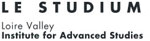 LE STUDIUM
Loire Valley
Institute for Advanced Studies